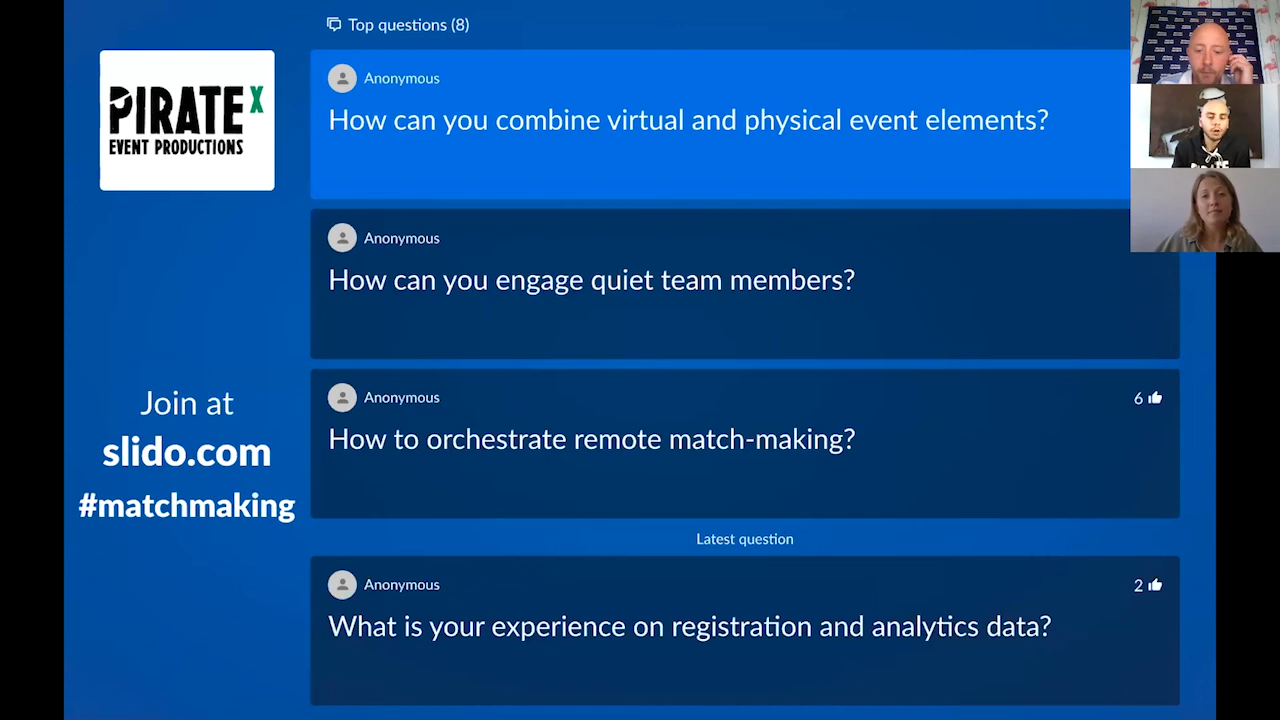 Top questions (8)
PIRATE X
EVENT PRODUCTIONS
Anonymous
How can you combine virtual and physical event elements?
Anonymous
How can you engage quiet team members?
Anonymous
6
How to orchestrate remote match-making?
Join at
slido.com
#matchmaking
Latest question
Anonymous
2
What is your experience on registration and analytics data?